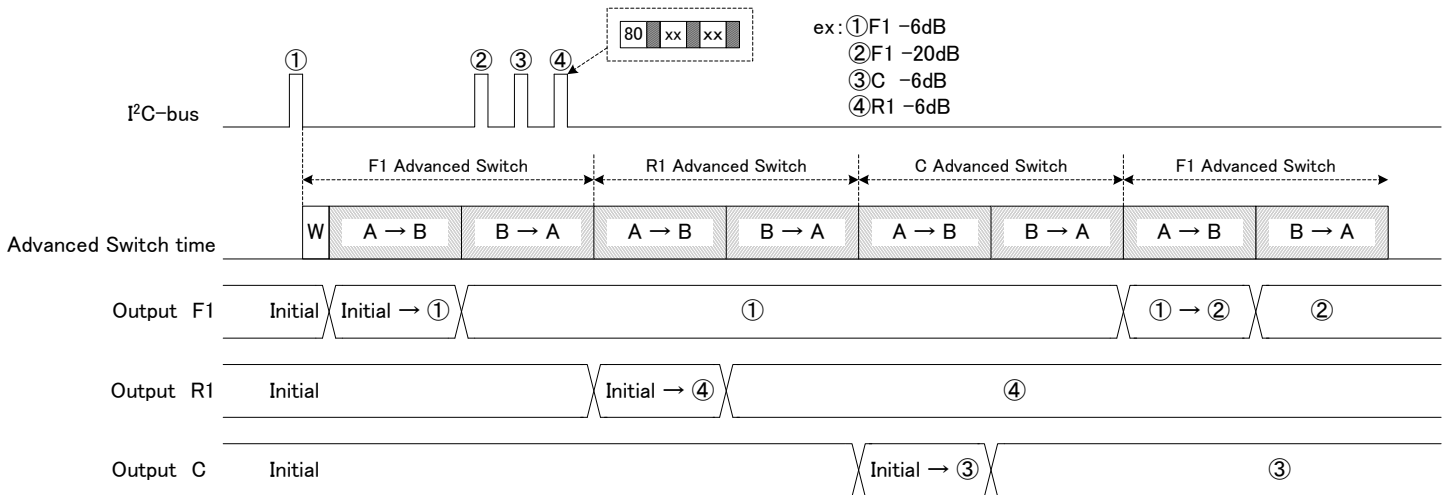 80 xx xx
ex:①F1 -6dB
②F1 -20dB
③C -6dB
④R1 -6dB
① ② ③ ④
I²C-bus
F1 Advanced Switch R1 Advanced Switch C Advanced Switch F1 Advanced Switch
Advanced Switch time W A → B B → A A → B B → A A → B B → A A → B B → A
Output F1 Initial Initial → ① ① ① → ② ②
Output R1 Initial Initial → ④ ④
Output C Initial Initial → ③ ③